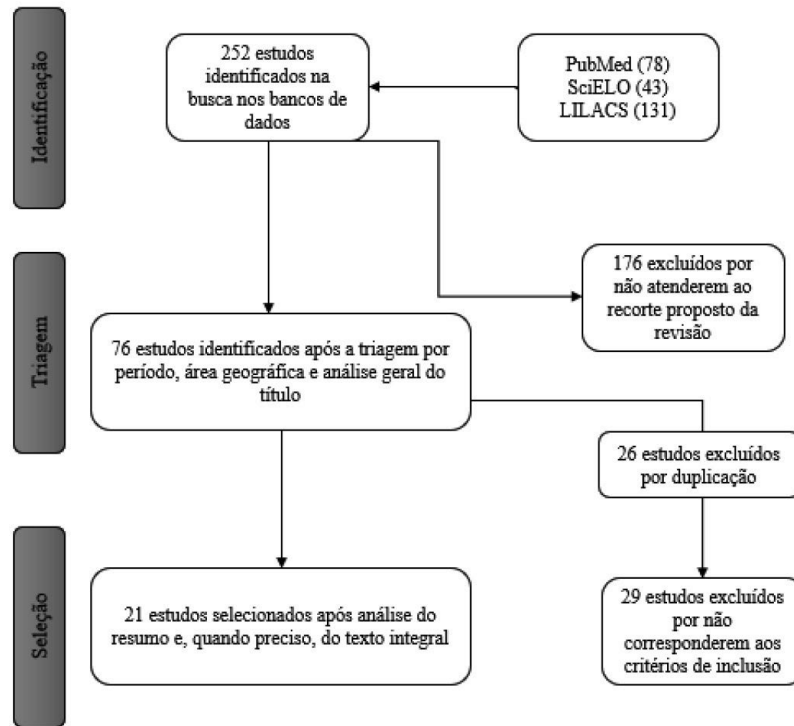 Identificação
252 estudos
identificados na
busca nos bancos de
dados
PubMed (78)
SciELO (43)
LILACS (131)
Triagem
176 excluídos por
não atenderem ao
recorte proposto da
revisão
76 estudos identificados após a triagem por
período, área geográfica e análise geral do
título
26 estudos excluídos
por duplicação
Seleção
21 estudos selecionados após análise do
resumo e, quando preciso, do texto integral
29 estudos excluídos
por não
corresponderem aos
critérios de inclusão